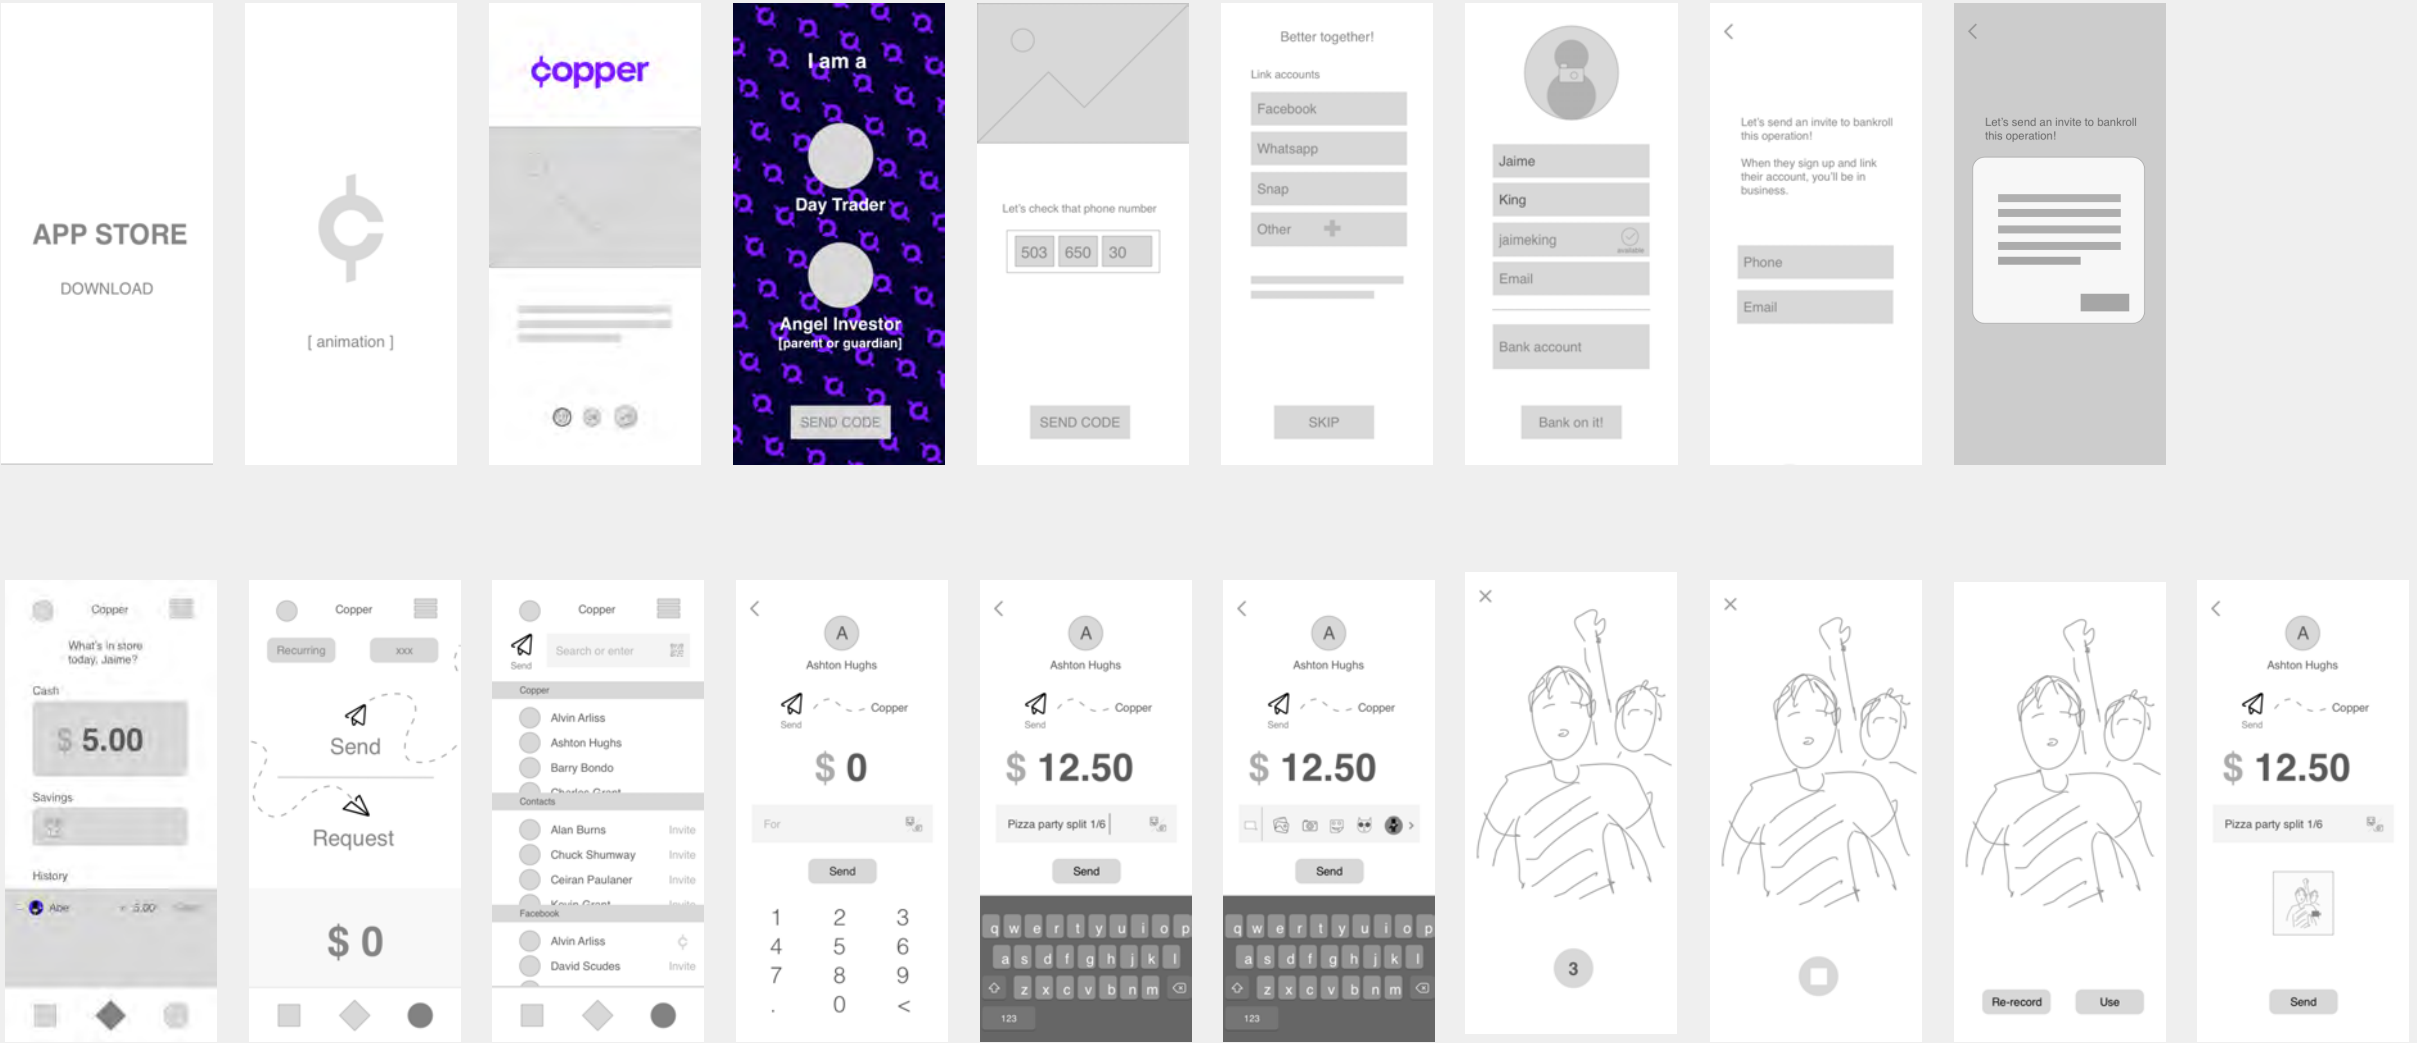 APP STORE
DOWNLOAD
[ animation ]
copper
I am a
Day Trader
Angel Investor
[parent or guardian]
SEND CODE
Let's check that phone number
503 650 30
SEND CODE
Better together!
Link accounts
Facebook
Whatsapp
Snap
Other
SKIP
Jaime
King
jaimeking
available
Email
Bank account
Bank on it!
Let's send an invite to bankroll
this operation!
When they sign up and link
their account, you'll be in
business.
Phone
Email
Let's send an invite to bankroll
this operation!
Copper
What's in store
today, Jaime?
Cash
$ 5.00
Savings
History
5.00
Copper
Recurring
xxx
Send
Request
$ 0
Copper
Send
Search or enter
Copper
Alvin Arliss
Ashton Hughs
Barry Bondo
Charles Grant
Contacts
Alan Burns Invite
Chuck Shumway Invite
Ceiran Paulaner Invite
Kevin Grant Invite
Facebook
Alvin Arliss ¢
David Scudes Invite
A
Ashton Hughs
Send
Copper
$ 0
For
Send
1 2 3
4 5 6
7 8 9
. 0 <
A
Ashton Hughs
Send
Copper
$ 12.50
Pizza party split 1/6
Send
q w e r t y u i o p
a s d f g h j k l
z x c v b n m
123
A
Ashton Hughs
Send
Copper
$ 12.50
Send
q w e r t y u i o p
a s d f g h j k l
z x c v b n m
123
3
Re-record
Use
A
Ashton Hughs
Send
Copper
$ 12.50
Pizza party split 1/6
Send